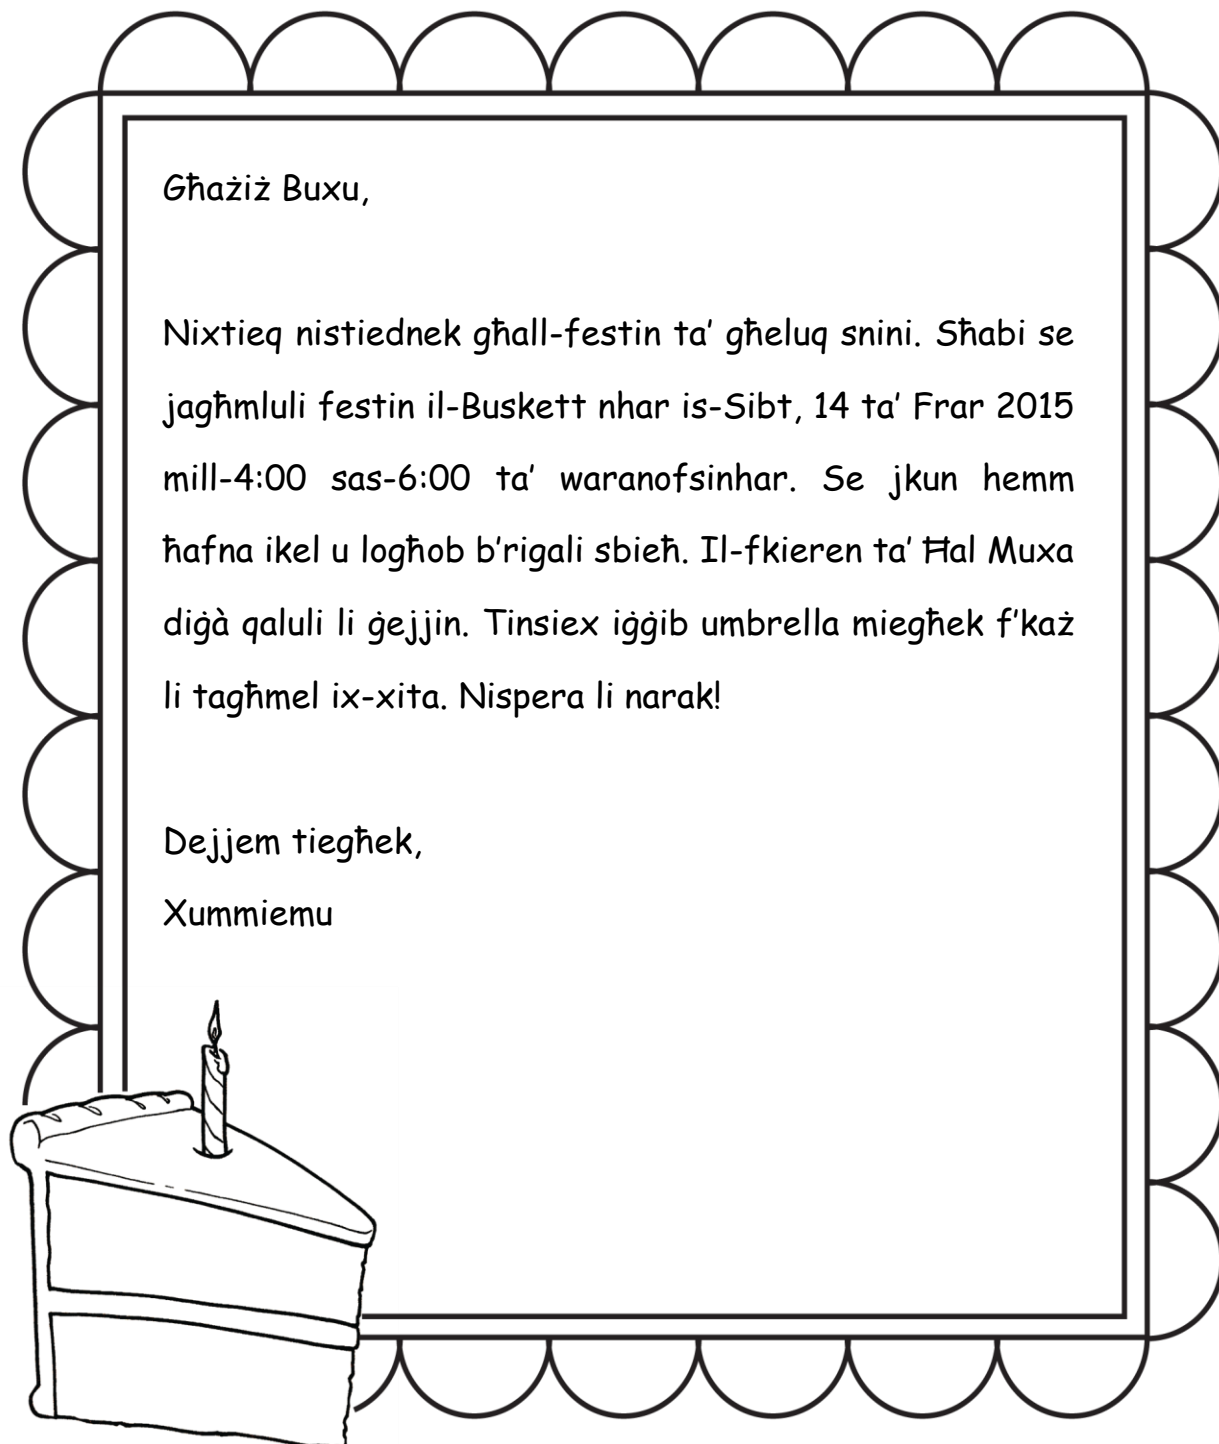 Għażiż Buxu,
Nixtieq nistiednek għall-festin ta' għeluq snini. Sħabi se
jagħmluli festin il-Buskett nhar is-Sibt, 14 ta' Frar 2015
mill-4:00 sas-6:00 ta' waranofsinhar. Se jkun hemm
ħafna ikel u logħob b'rigali sbieħ. Il-fkieren ta' Ħal Muxa
diġà qaluli li ġejjin. Tinsiex iġġib umbrella miegħek f'każ
li tagħmel ix-xita. Nispera li narak!
Dejjem tiegħek,
Xummiemu